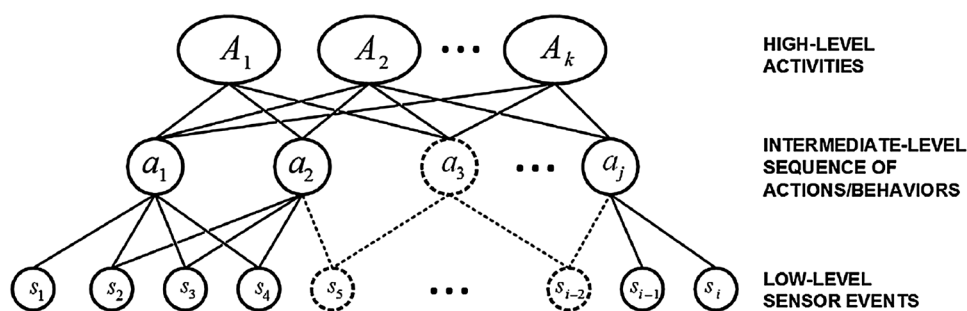 A1 A2 ... Ak
HIGH-LEVEL
ACTIVITIES
a1 a2 a3 ... aj
INTERMEDIATE-LEVEL
SEQUENCE OF
ACTIONS/BEHAVIORS
s1 s2 s3 s4 s5 ... si-2 si-1 si
LOW-LEVEL
SENSOR EVENTS